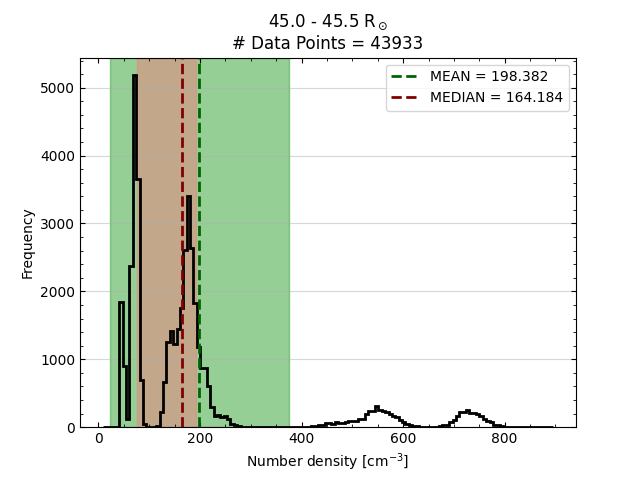 45.0 - 45.5 R⊙
# Data Points = 43933
MEAN = 198.382
MEDIAN = 164.184
Frequency
5000
4000
3000
2000
1000
0
0 200 400 600 800
Number density [cm⁻³]